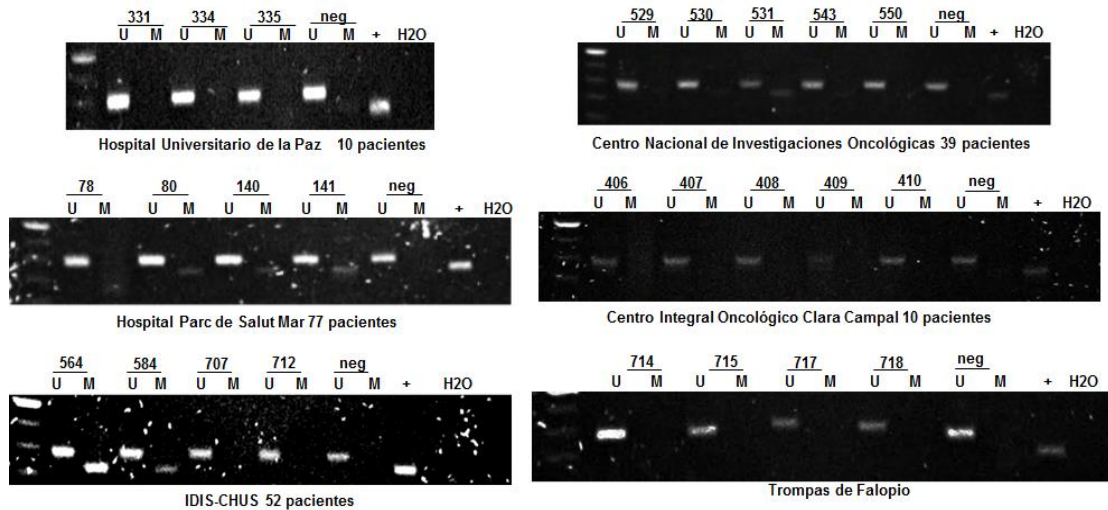 331 334 335 neg
U M U M U M U M + H2O
Hospital Universitario de la Paz 10 pacientes
529 530 531 543 550 neg
U M U M U M U M U M U M + H2O
Centro Nacional de Investigaciones Oncológicas 39 pacientes
78 80 140 141 neg
U M U M U M U M U M + H2O
Hospital Parc de Salut Mar 77 pacientes
406 407 408 409 410 neg
U M U M U M U M U M U M + H2O
Centro Integral Oncológico Clara Campal 10 pacientes
564 584 707 712 neg
U M U M U M U M U M + H2O
IDIS-CHUS 52 pacientes
714 715 717 718 neg
U M U M U M U M U M + H2O
Trompas de Falopio